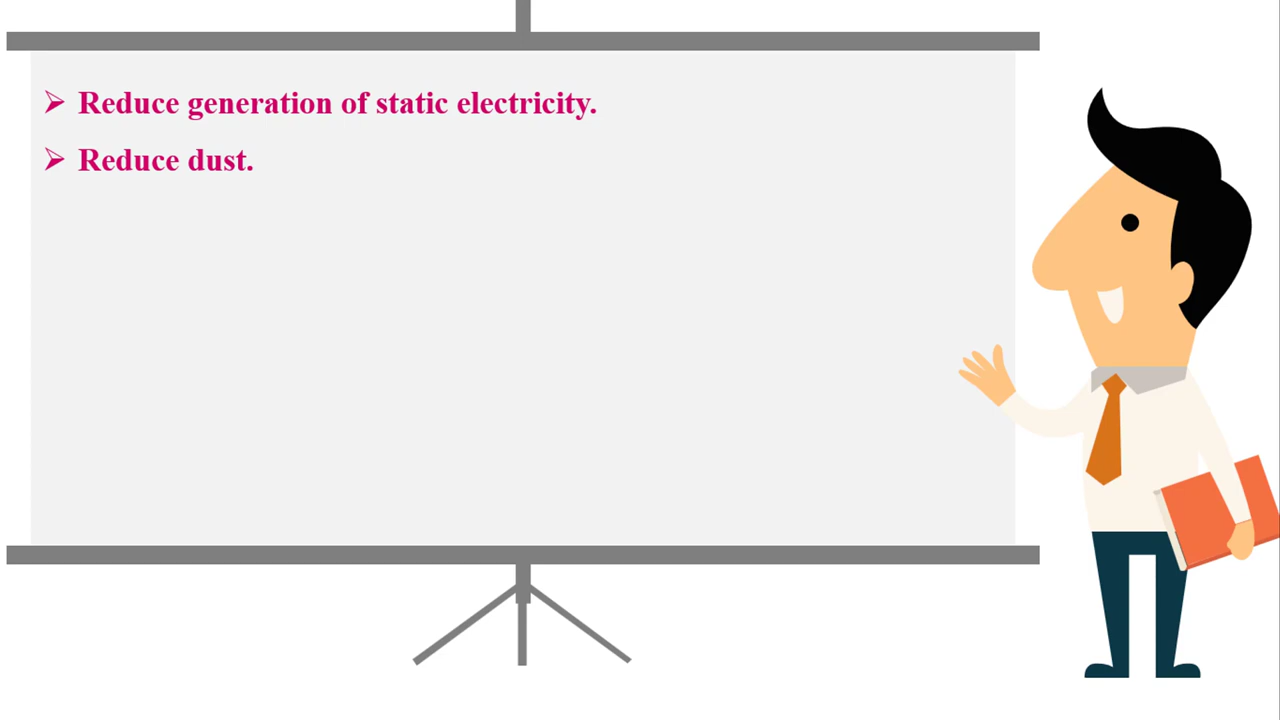 ➢ Reduce generation of static electricity.
➢ Reduce dust.